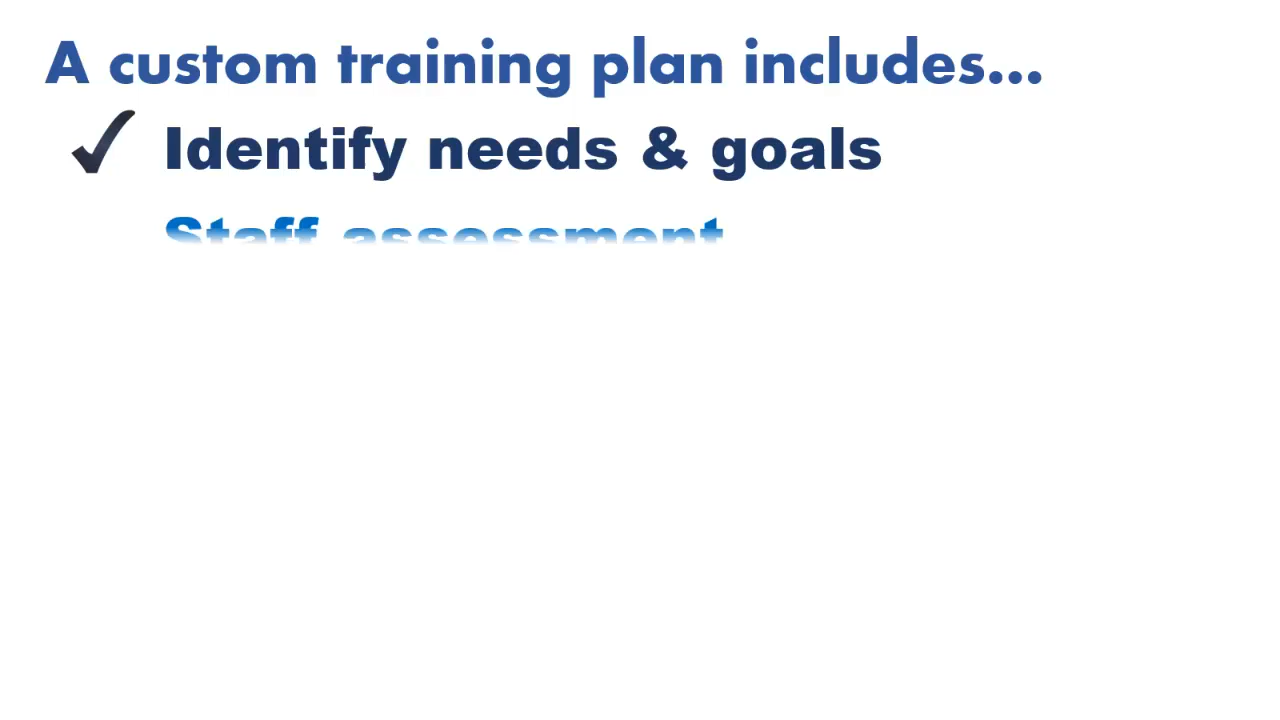 A custom training plan includes...
✓ Identify needs & goals
Staff assessment